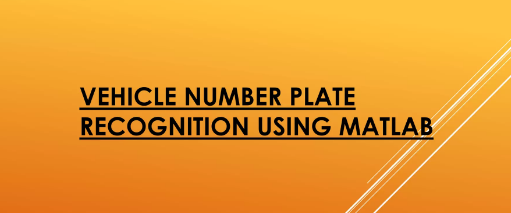 VEHICLE NUMBER PLATE
RECOGNITION USING MATLAB